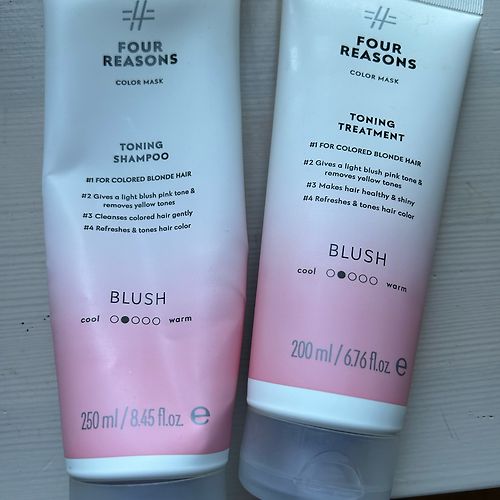 FOUR
REASONS
COLOR MASK
TONING
SHAMPOO
#1 FOR COLORED BLONDE HAIR
#2 Gives a light blush pink tone &
removes yellow tones
#3 Cleanses colored hair gently
#4 Refreshes & tones hair color
BLUSH
cool warm
250 ml / 8.45 fl.oz. e
FOUR
REASONS
COLOR MASK
TONING
TREATMENT
#1 FOR COLORED BLONDE HAIR
#2 Gives a light blush pink tone &
removes yellow tones
#3 Makes hair healthy & shiny
#4 Refreshes & tones hair color
BLUSH
cool warm
200 ml / 6.76 fl.oz. e